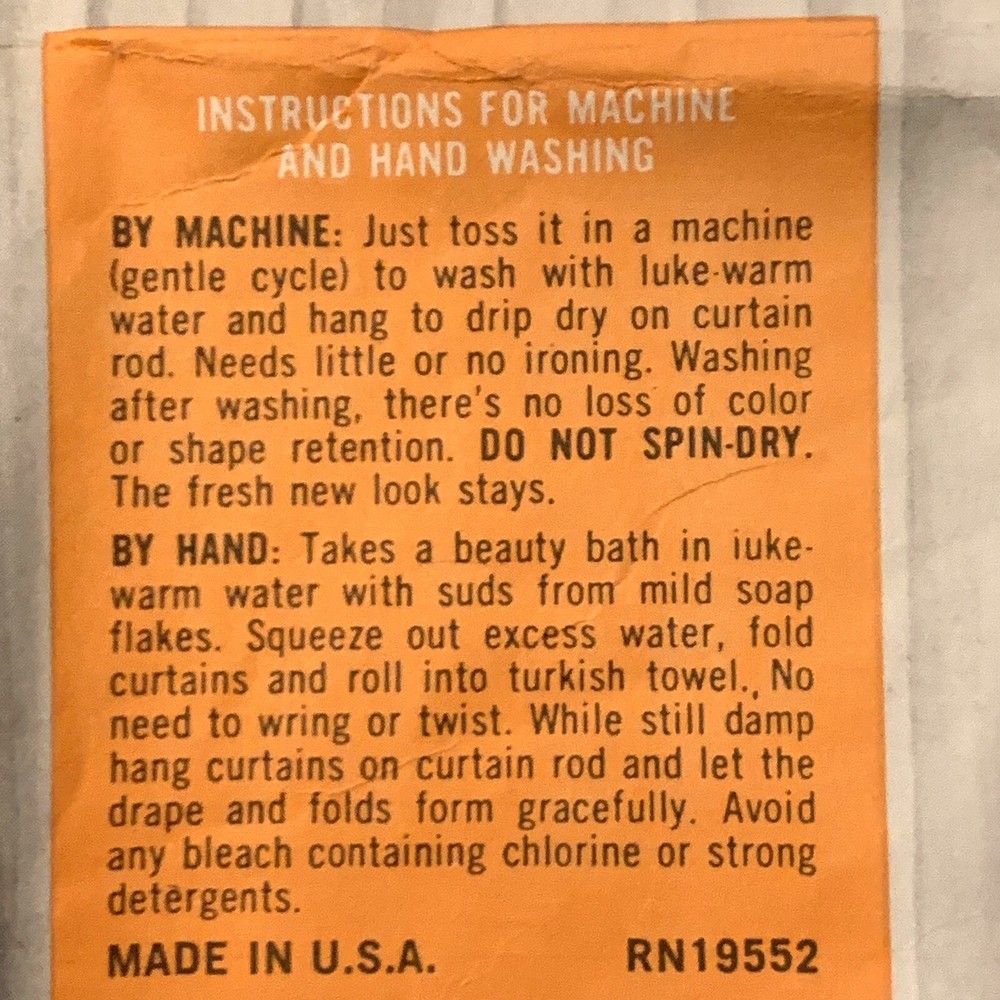 INSTRUCTIONS FOR MACHINE
AND HAND WASHING
BY MACHINE: Just toss it in a machine
(gentle cycle) to wash with luke-warm
water and hang to drip dry on curtain
rod. Needs little or no ironing. Washing
after washing, there's no loss of color
or shape retention. DO NOT SPIN-DRY.
The fresh new look stays.
BY HAND: Takes a beauty bath in iuke-
warm water with suds from mild soap
flakes. Squeeze out excess water, fold
curtains and roll into turkish towel., No
need to wring or twist. While still damp
hang curtains on curtain rod and let the
drape and folds form gracefully. Avoid
any bleach containing chlorine or strong
detergents.
MADE IN U.S.A. RN19552